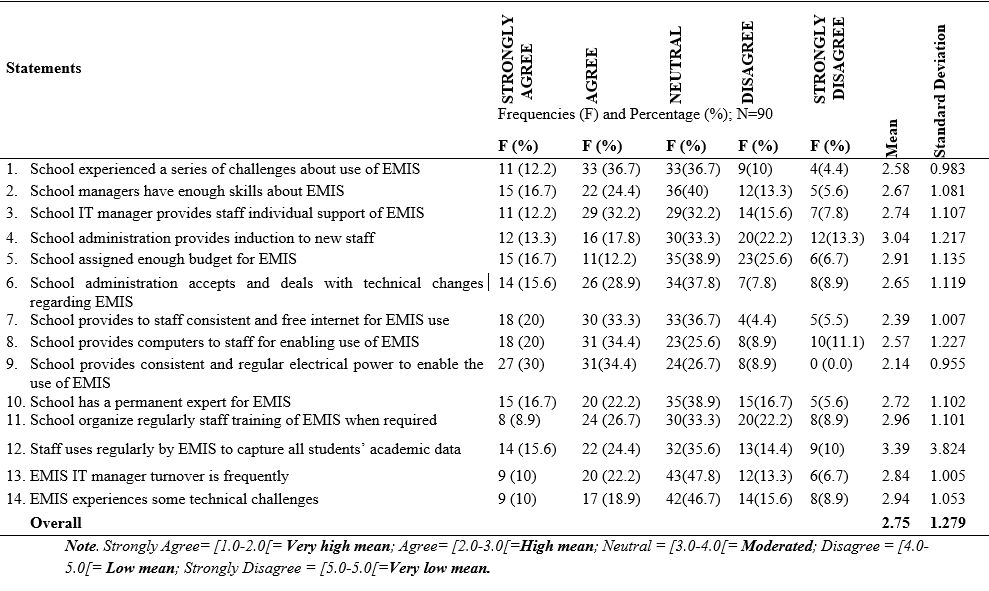 Statements STRONGLY AGREE AGREE NEUTRAL DISAGREE STRONGLY DISAGREE Mean Standard Deviation
Frequencies (F) and Percentage (%); N=90
F (%) F (%) F (%) F (%) F (%)
1. School experienced a series of challenges about use of EMIS 11 (12.2) 33 (36.7) 33(36.7) 9(10) 4(4.4) 2.58 0.983
2. School managers have enough skills about EMIS 15 (16.7) 22 (24.4) 36(40) 12(13.3) 5(5.6) 2.67 1.081
3. School IT manager provides staff individual support of EMIS 11 (12.2) 29 (32.2) 29(32.2) 14(15.6) 7(7.8) 2.74 1.107
4. School administration provides induction to new staff 12 (13.3) 16 (17.8) 30(33.3) 20(22.2) 12(13.3) 3.04 1.217
5. School assigned enough budget for EMIS 15 (16.7) 11(12.2) 35(38.9) 23(25.6) 6(6.7) 2.91 1.135
6. School administration accepts and deals with technical changes 14 (15.6) 26 (28.9) 34(37.8) 7(7.8) 8(8.9) 2.65 1.119
regarding EMIS
7. School provides to staff consistent and free internet for EMIS use 18 (20) 30 (33.3) 33(36.7) 4(4.4) 5(5.5) 2.39 1.007
8. School provides computers to staff for enabling use of EMIS 18 (20) 31 (34.4) 23(25.6) 8(8.9) 10(11.1) 2.57 1.227
9. School provides consistent and regular electrical power to enable the 27 (30) 31(34.4) 24(26.7) 8(8.9) 0 (0.0) 2.14 0.955
use of EMIS
10. School has a permanent expert for EMIS 15 (16.7) 20 (22.2) 35(38.9) 15(16.7) 5(5.6) 2.72 1.102
11. School organize regularly staff training of EMIS when required 8 (8.9) 24 (26.7) 30(33.3) 20(22.2) 8(8.9) 2.96 1.101
12. Staff uses regularly by EMIS to capture all students’ academic data 14 (15.6) 22 (24.4) 32(35.6) 13(14.4) 9(10) 3.39 3.824
13. EMIS IT manager turnover is frequently 9 (10) 20 (22.2) 43(47.8) 12(13.3) 6(6.7) 2.84 1.005
14. EMIS experiences some technical challenges 9 (10) 17 (18.9) 42(46.7) 14(15.6) 8(8.9) 2.94 1.053
Overall 2.75 1.279
Note. Strongly Agree= [1.0-2.0[= Very high mean; Agree= [2.0-3.0[=High mean; Neutral = [3.0-4.0[= Moderated; Disagree = [4.0-
5.0[= Low mean; Strongly Disagree = [5.0-5.0[=Very low mean.